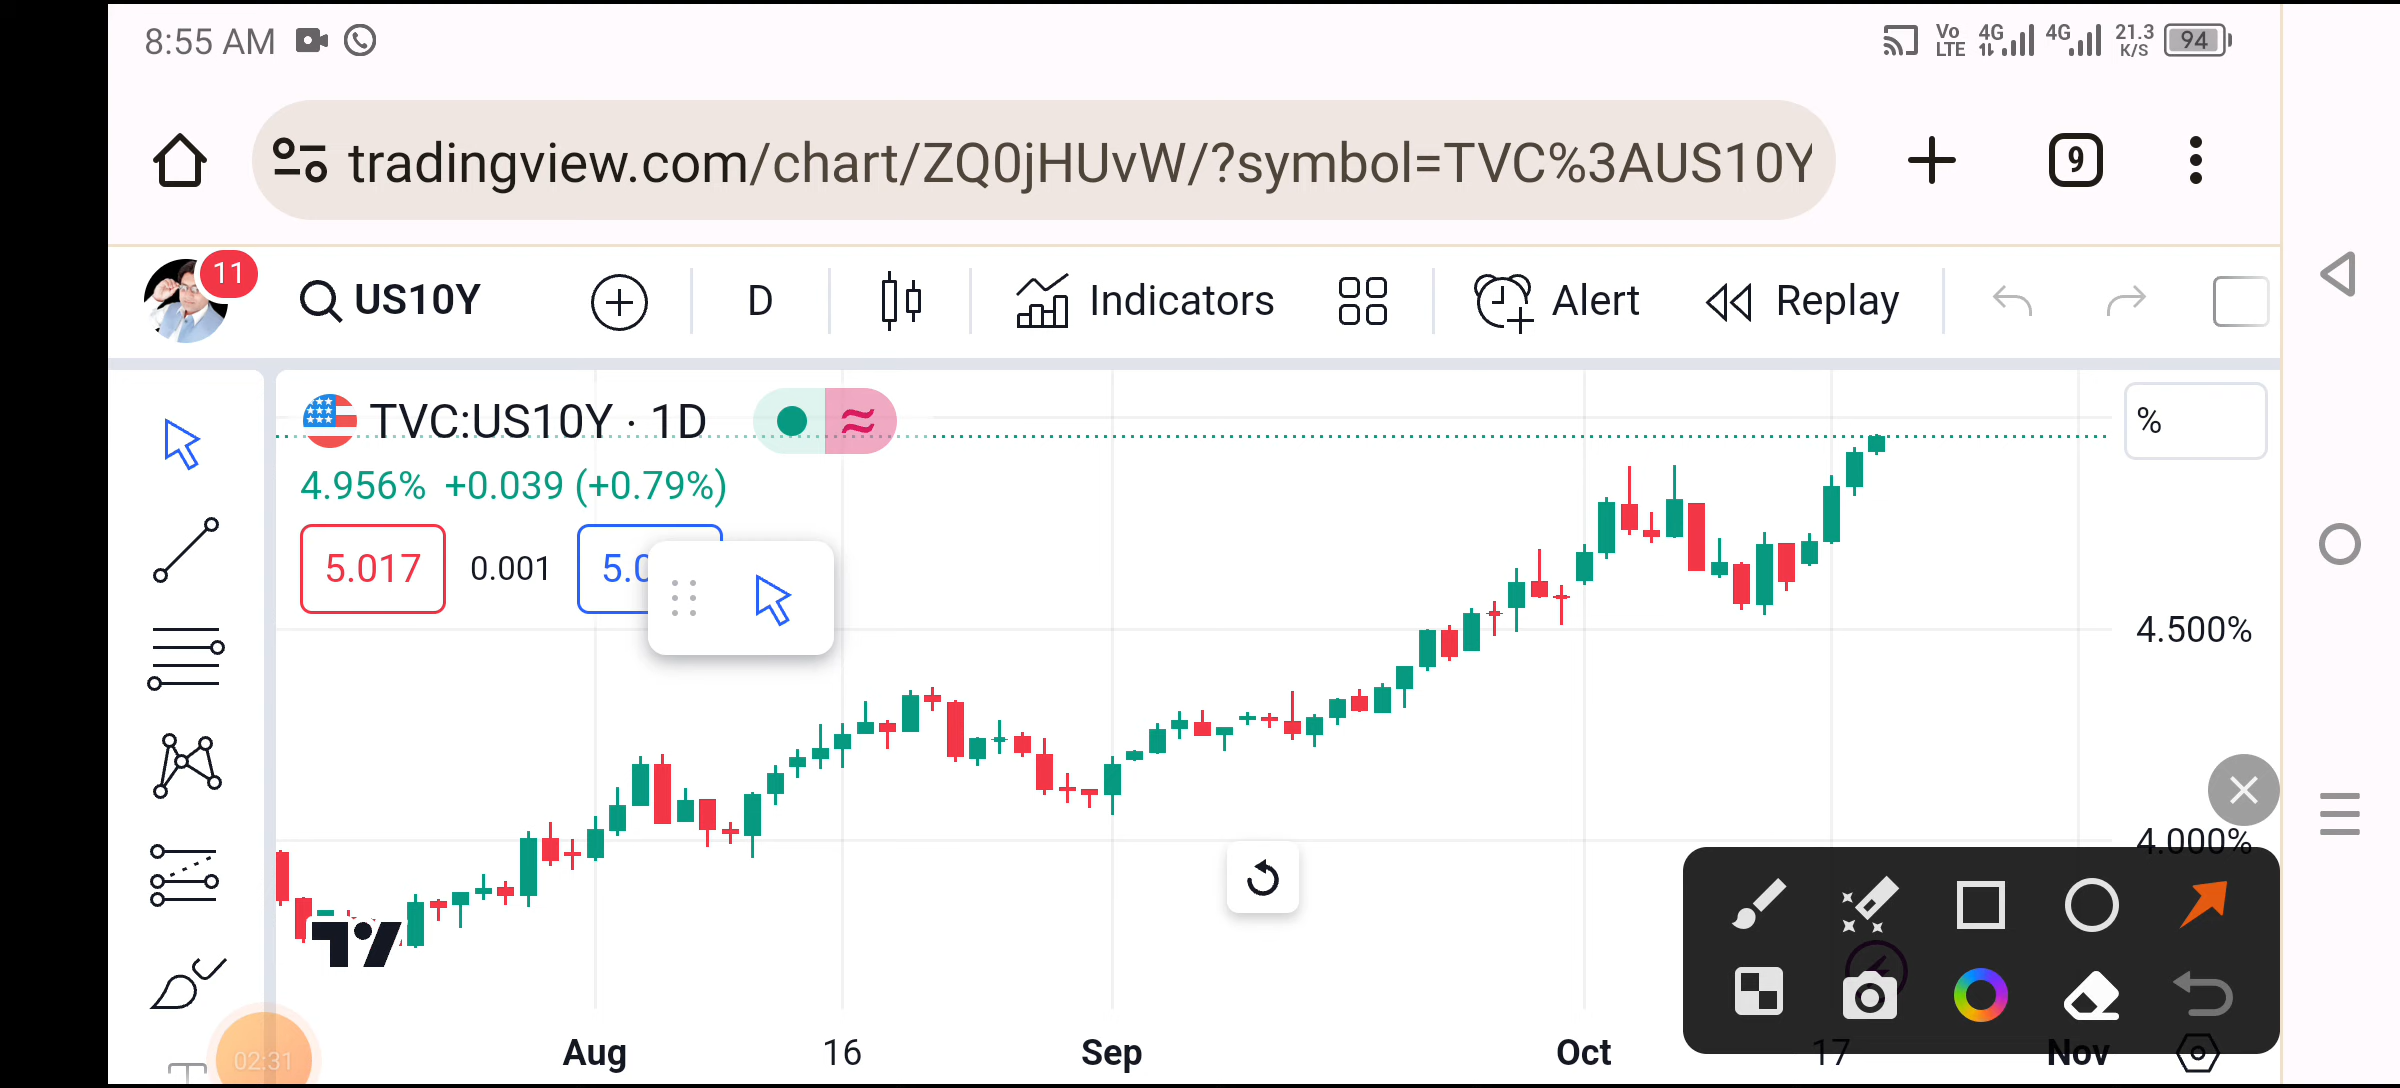 8:55 AM
Vo LTE 4G 4G 21.3 K/S 94
tradingview.com/chart/ZQ0jHUvW/?symbol=TVC%3AUS10Y
9
11
US10Y D Indicators Alert Replay
TVC:US10Y · 1D
%
4.956% +0.039 (+0.79%)
5.017 0.001 5.0
4.500%
4.000%
Aug 16 Sep Oct 17 Nov
02:31